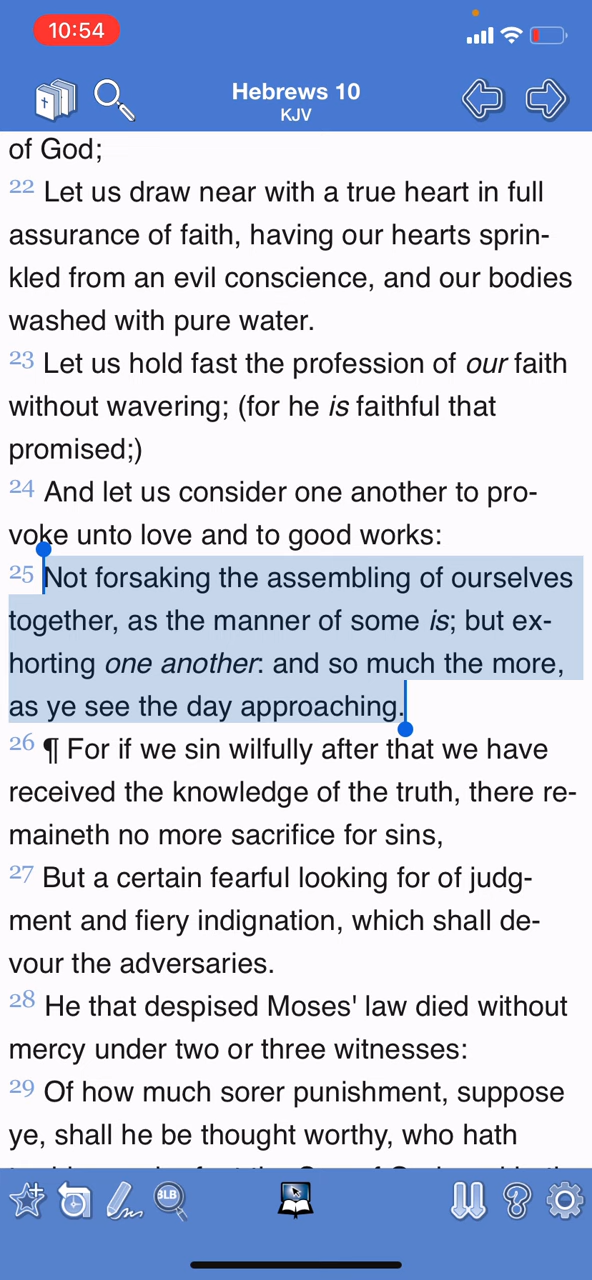 10:54
Hebrews 10
KJV
of God;
22 Let us draw near with a true heart in full
assurance of faith, having our hearts sprin-
kled from an evil conscience, and our bodies
washed with pure water.
23 Let us hold fast the profession of our faith
without wavering; (for he is faithful that
promised;)
24 And let us consider one another to pro-
voke unto love and to good works:
25 Not forsaking the assembling of ourselves
together, as the manner of some is; but ex-
horting one another: and so much the more,
as ye see the day approaching.
26 ¶ For if we sin wilfully after that we have
received the knowledge of the truth, there re-
maineth no more sacrifice for sins,
27 But a certain fearful looking for of judg-
ment and fiery indignation, which shall de-
vour the adversaries.
28 He that despised Moses' law died without
mercy under two or three witnesses:
29 Of how much sorer punishment, suppose
ye, shall he be thought worthy, who hath
BLB